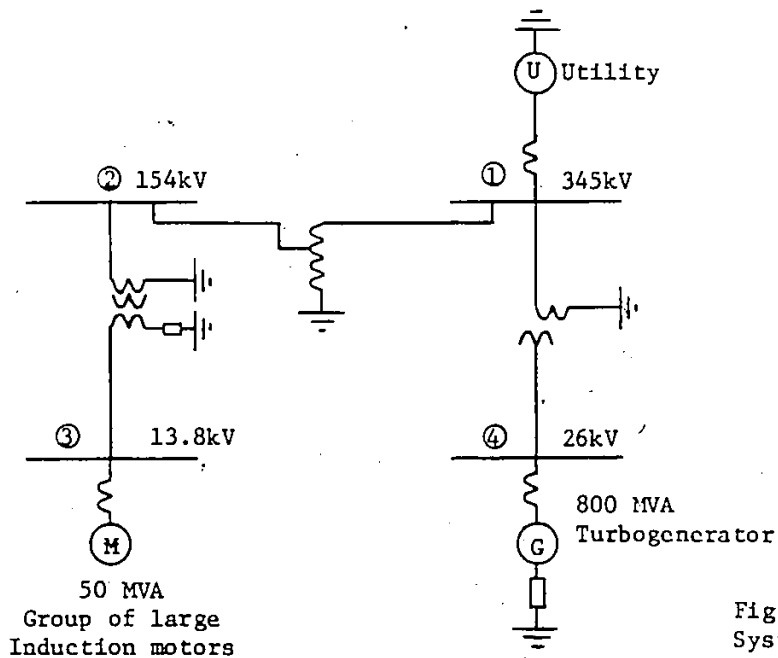 U Utility
② 154kV
① 345kV
③ 13.8kV
④ 26kV
M
50 MVA
Group of large
Induction motors
G
800 MVA
Turbogenerator
Fig
Sys